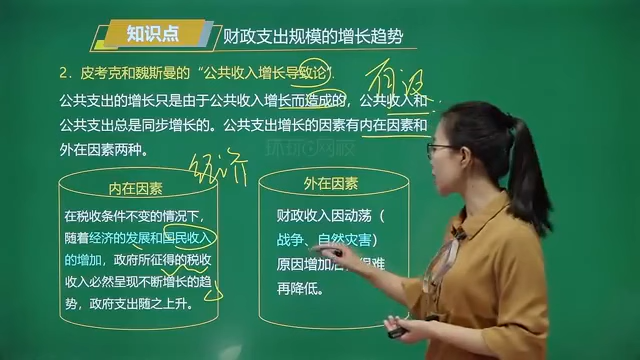 知识点
财政支出规模的增长趋势
2、皮考克和魏斯曼的“公共收入增长导致论”
公共支出的增长只是由于公共收入增长而造成的，公共收入和
公共支出总是同步增长的。公共支出增长的因素有内在因素和
外在因素两种。
环球网校
经济
内在因素
在税收条件不变的情况下，
随着经济的发展和国民收入
的增加，政府所征得的税收
收入必然呈现不断增长的趋
势，政府支出随之上升。
外在因素
财政收入因动荡（
战争、自然灾害）
原因增加后，很难
再降低。